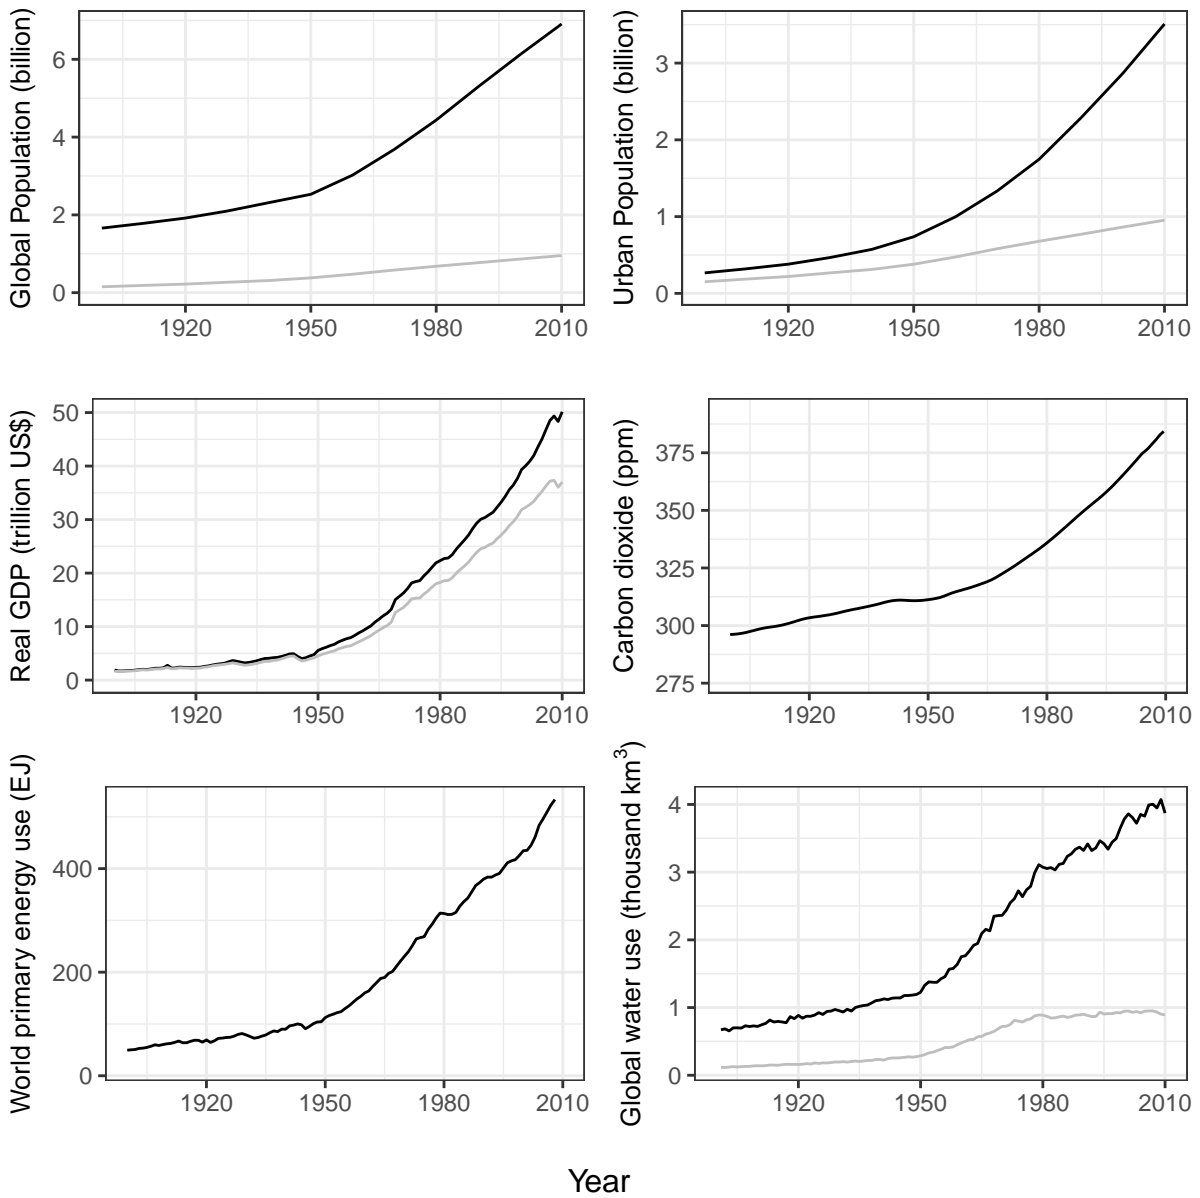 Global Population (billion)
6
4
2
0
1920 1950 1980 2010
Urban Population (billion)
3
2
1
0
1920 1950 1980 2010
Real GDP (trillion US$)
50
40
30
20
10
0
1920 1950 1980 2010
Carbon dioxide (ppm)
375
350
325
300
275
1920 1950 1980 2010
World primary energy use (EJ)
400
200
0
1920 1950 1980 2010
Global water use (thousand km³)
4
3
2
1
0
1920 1950 1980 2010
Year